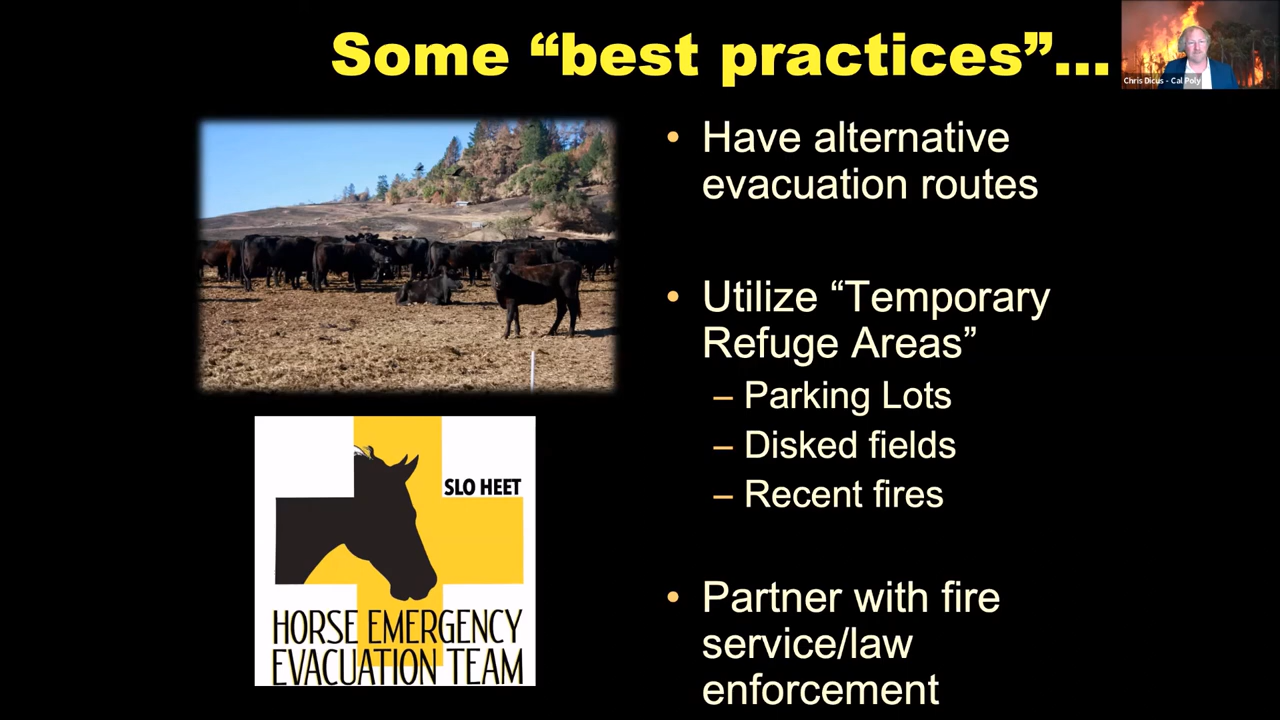 Some “best practices”...
Chris Dicus - Cal Poly
• Have alternative
evacuation routes
• Utilize “Temporary
Refuge Areas”
– Parking Lots
– Disked fields
– Recent fires
• Partner with fire
service/law
enforcement
SLO HEET
HORSE EMERGENCY
EVACUATION TEAM